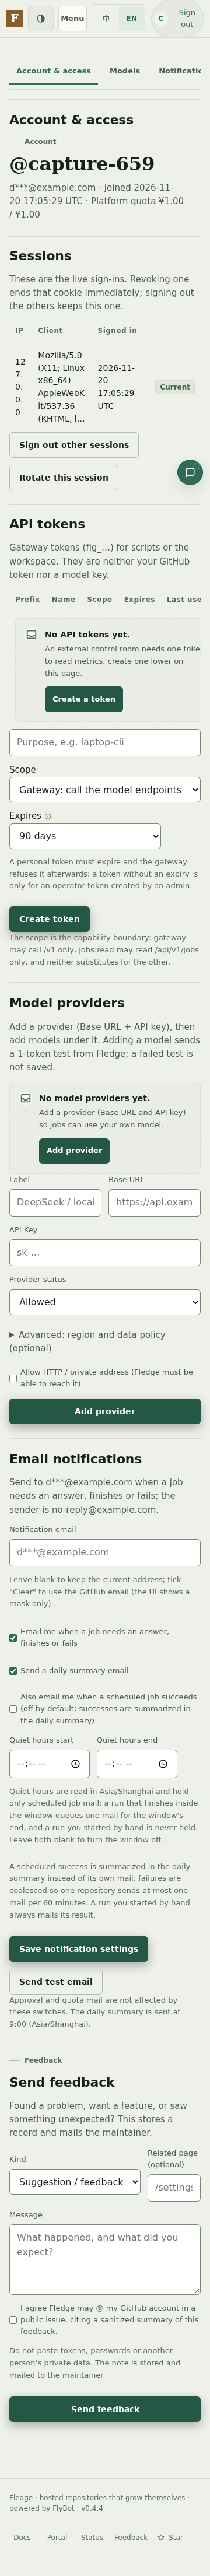 F
Menu
中
EN
C
Sign
out
Account & access
Models
Notificatio
Account & access
Account
@capture-659
d***@example.com · Joined 2026-11-
20 17:05:29 UTC · Platform quota ¥1.00
/ ¥1.00
Sessions
These are the live sign-ins. Revoking one
ends that cookie immediately; signing out
the others keeps this one.
IP Client Signed in
12
7.
0.
0.
0
Mozilla/5.0
(X11; Linux
x86_64)
AppleWebK
it/537.36
(KHTML, l…
2026-11-
20
17:05:29
UTC
Current
Sign out other sessions
Rotate this session
API tokens
Gateway tokens (flg_…) for scripts or the
workspace. They are neither your GitHub
token nor a model key.
Prefix Name Scope Expires Last use
No API tokens yet.
An external control room needs one toke
to read metrics; create one lower on
this page.
Create a token
Purpose, e.g. laptop-cli
Scope
Gateway: call the model endpoints
Expires
90 days
A personal token must expire and the gateway
refuses it afterwards; a token without an expiry is
only for an operator token created by an admin.
Create token
The scope is the capability boundary: gateway
may call /v1 only, jobs:read may read /api/v1/jobs
only, and neither substitutes for the other.
Model providers
Add a provider (Base URL + API key), then
add models under it. Adding a model sends
a 1-token test from Fledge; a failed test is
not saved.
No model providers yet.
Add a provider (Base URL and API key)
so jobs can use your own model.
Add provider
Label
Base URL
DeepSeek / local
https://api.exam
API Key
sk-…
Provider status
Allowed
Advanced: region and data policy
(optional)
Allow HTTP / private address (Fledge must be
able to reach it)
Add provider
Email notifications
Send to d***@example.com when a job
needs an answer, finishes or fails; the
sender is no-reply@example.com.
Notification email
d***@example.com
Leave blank to keep the current address; tick
"Clear" to use the GitHub email (the UI shows a
mask only).
Email me when a job needs an answer,
finishes or fails
Send a daily summary email
Also email me when a scheduled job succeeds
(off by default; successes are summarized in
the daily summary)
Quiet hours start
Quiet hours end
--:-- --
--:-- --
Quiet hours are read in Asia/Shanghai and hold
only scheduled job mail: a run that finishes inside
the window queues one mail for the window's
end, and a run you started by hand is never held.
Leave both blank to turn the window off.
A scheduled success is summarized in the daily
summary instead of its own mail; failures are
coalesced so one repository sends at most one
mail per 60 minutes. A run you started by hand
always mails its result.
Save notification settings
Send test email
Approval and quota mail are not affected by
these switches. The daily summary is sent at
9:00 (Asia/Shanghai).
Feedback
Send feedback
Found a problem, want a feature, or saw
something unexpected? This stores a
record and mails the maintainer.
Kind
Related page
(optional)
Suggestion / feedback
/settings
Message
What happened, and what did you
expect?
I agree Fledge may @ my GitHub account in a
public issue, citing a sanitized summary of this
feedback.
Do not paste tokens, passwords or another
person's private data. The note is stored and
mailed to the maintainer.
Send feedback
Fledge · hosted repositories that grow themselves ·
powered by FlyBot · v0.4.4
Docs
Portal
Status
Feedback
Star